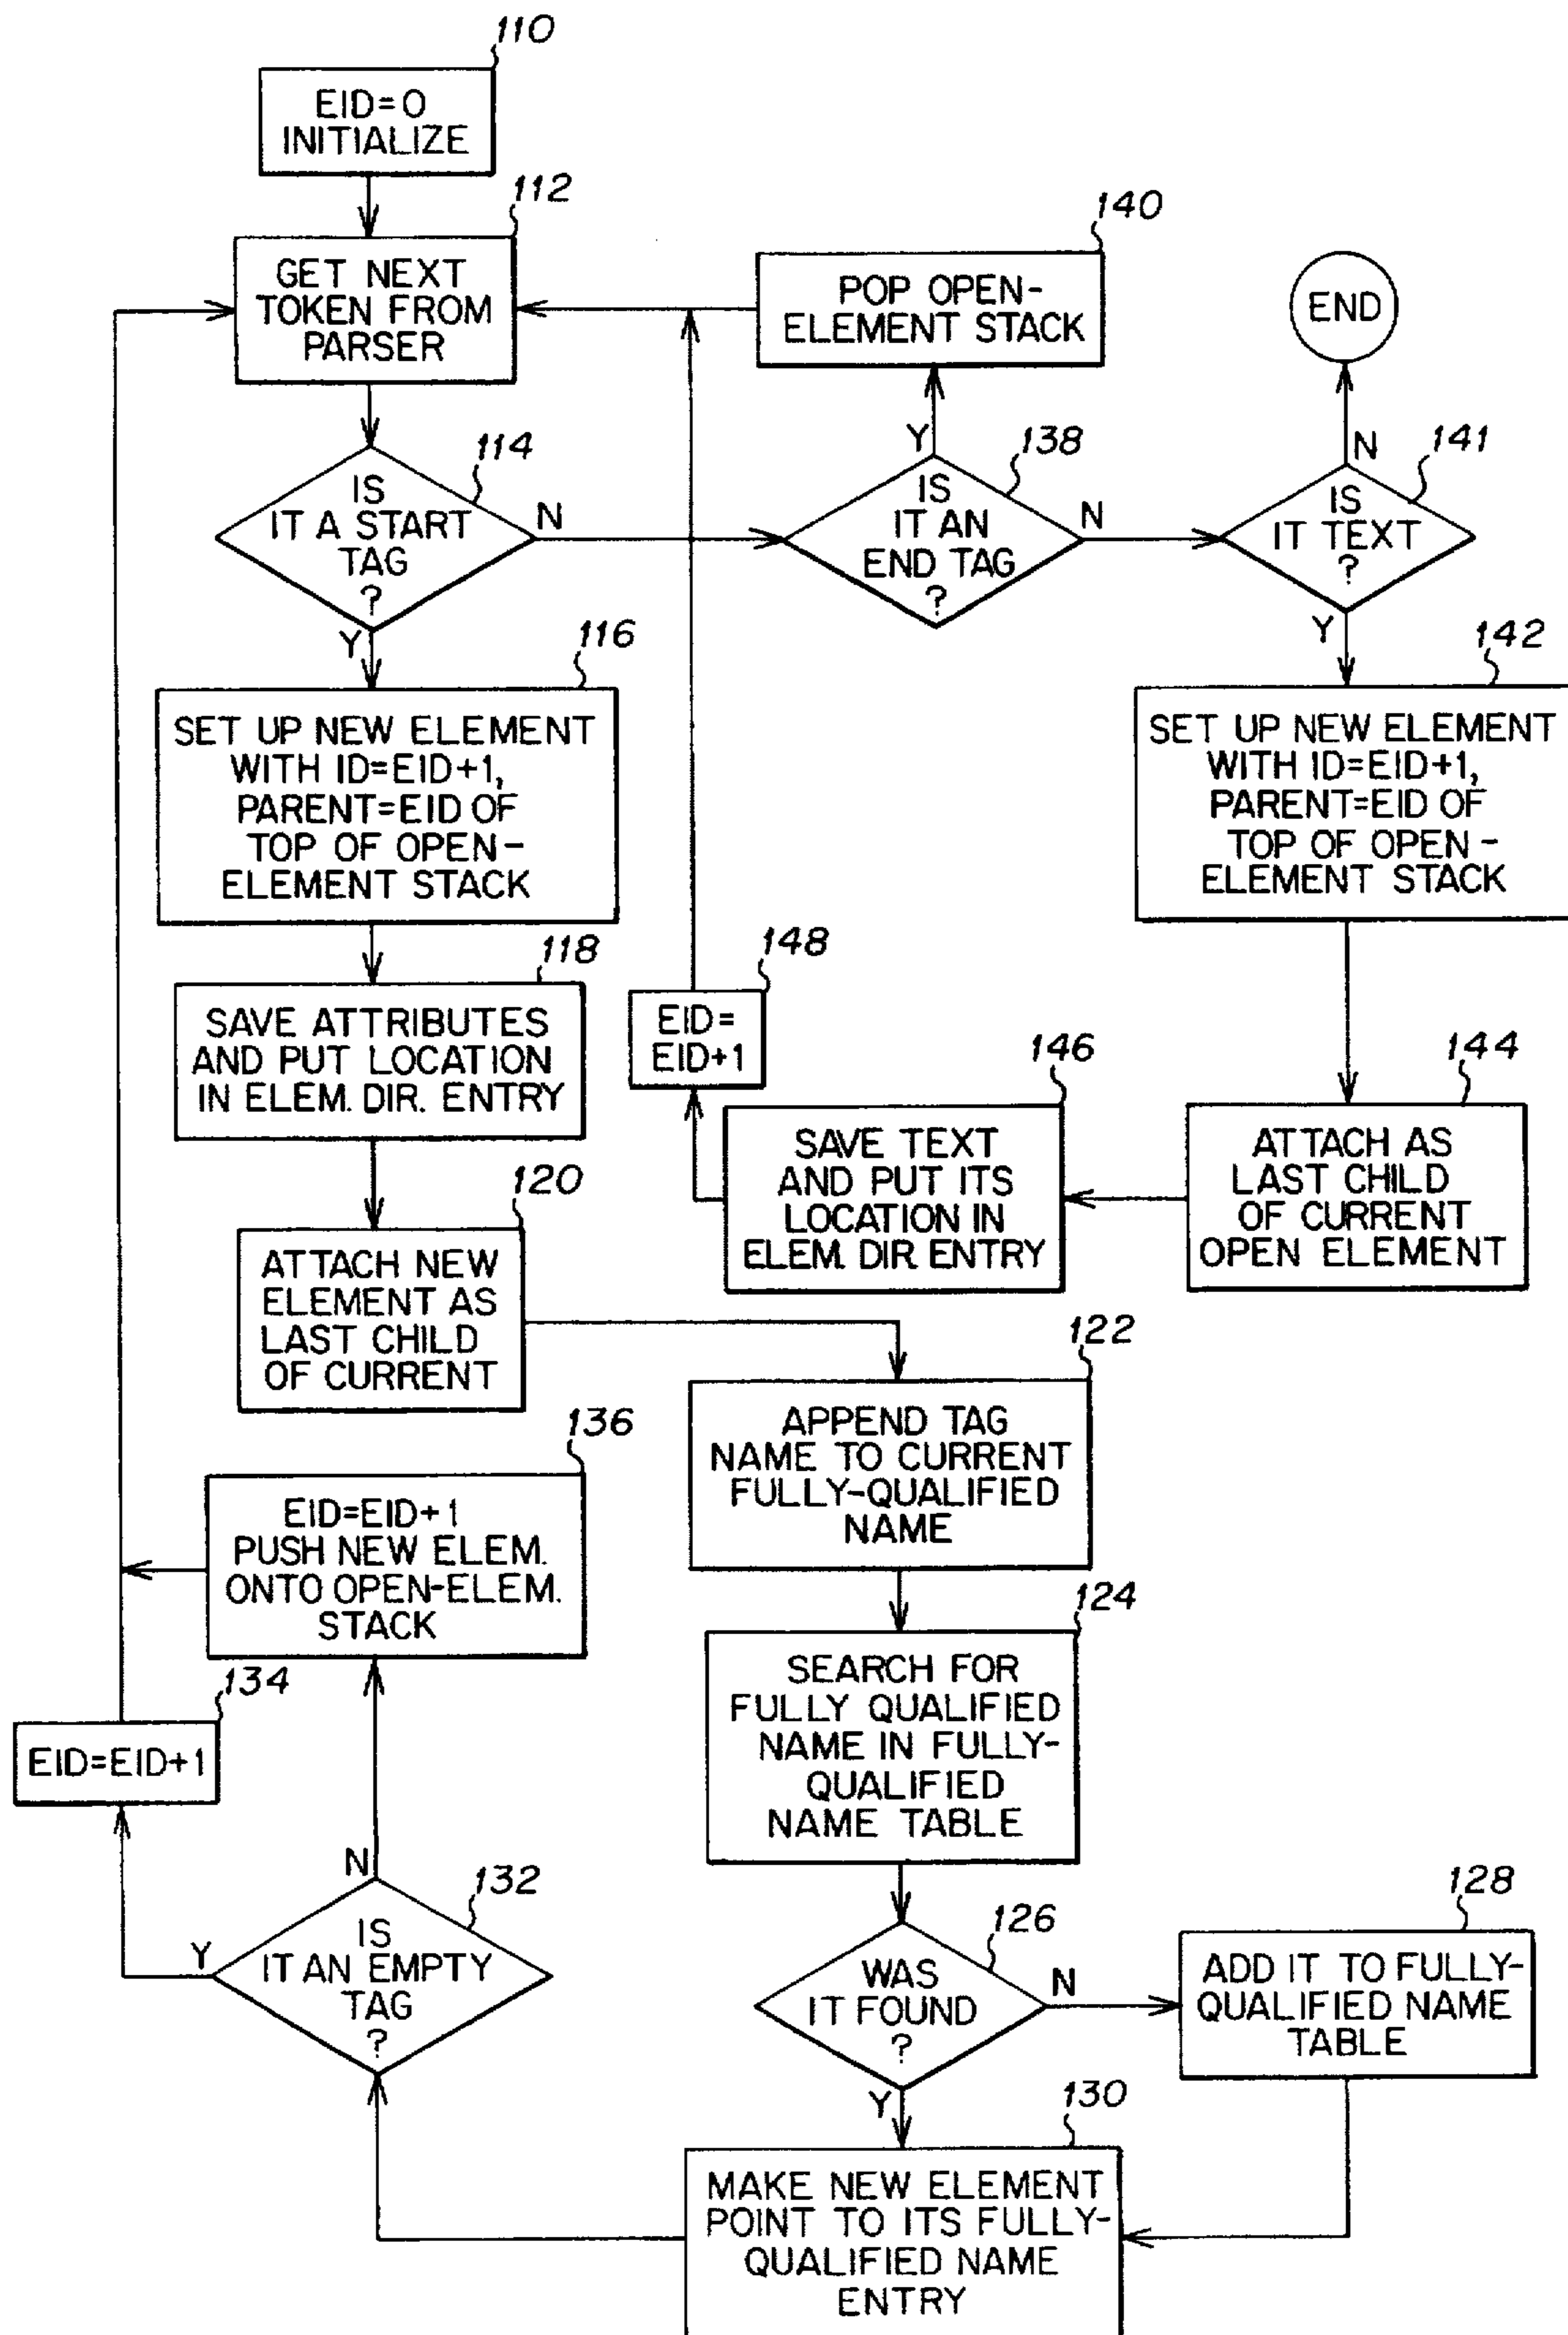 110
EID=0
INITIALIZE
112
GET NEXT
TOKEN FROM
PARSER
140
POP OPEN-
ELEMENT STACK
END
114
IS
IT A START
TAG
?
N
Y
138
IS
IT AN
END TAG
?
Y
N
141
IS
IT TEXT
?
N
Y
116
SET UP NEW ELEMENT
WITH ID=EID+1,
PARENT=EID OF
TOP OF OPEN-
ELEMENT STACK
142
SET UP NEW ELEMENT
WITH ID=EID+1,
PARENT=EID OF
TOP OF OPEN-
ELEMENT STACK
118
SAVE ATTRIBUTES
AND PUT LOCATION
IN ELEM. DIR. ENTRY
148
EID=
EID+1
146
SAVE TEXT
AND PUT ITS
LOCATION IN
ELEM. DIR. ENTRY
144
ATTACH AS
LAST CHILD
OF CURRENT
OPEN ELEMENT
120
ATTACH NEW
ELEMENT AS
LAST CHILD
OF CURRENT
122
APPEND TAG
NAME TO CURRENT
FULLY-QUALIFIED
NAME
136
EID=EID+1
PUSH NEW ELEM.
ONTO OPEN-ELEM.
STACK
124
SEARCH FOR
FULLY QUALIFIED
NAME IN FULLY-
QUALIFIED
NAME TABLE
134
EID=EID+1
132
IS
IT AN EMPTY
TAG
?
N
Y
126
WAS
IT FOUND
?
N
Y
128
ADD IT TO FULLY-
QUALIFIED NAME
TABLE
130
MAKE NEW ELEMENT
POINT TO ITS FULLY-
QUALIFIED NAME
ENTRY